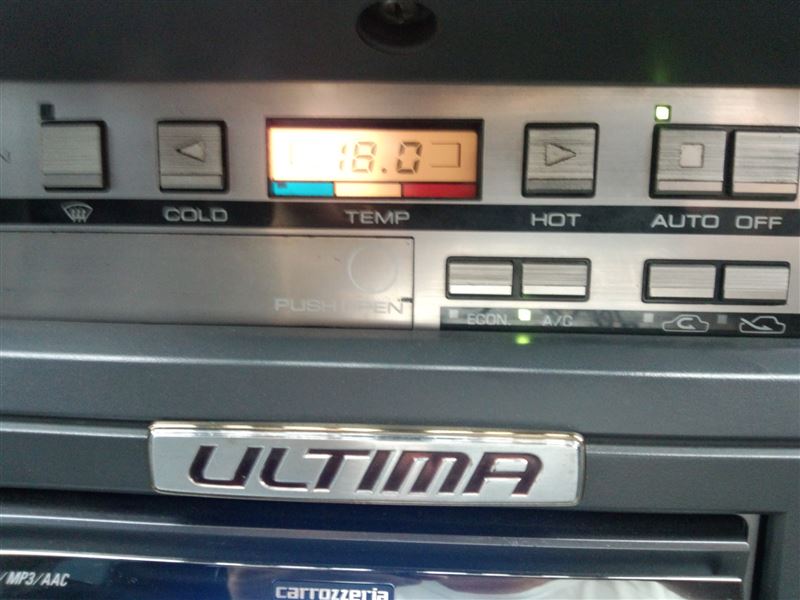 18.0
COLD TEMP HOT AUTO OFF
PUSH OPEN
ECON. A/C
ULTIMA
/MP3/AAC
carrozzeria